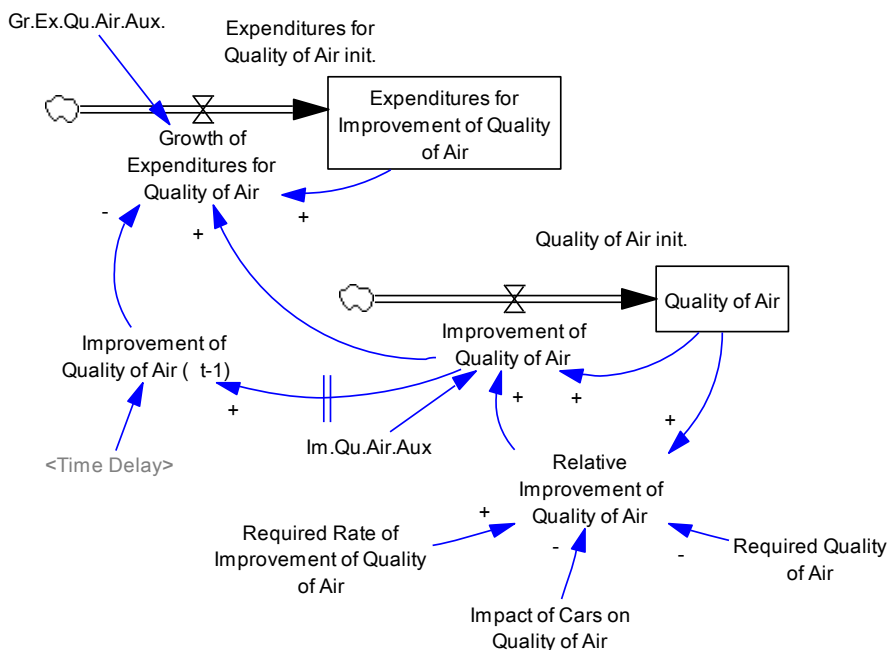 Gr.Ex.Qu.Air.Aux.
Expenditures for
Quality of Air init.
Expenditures for
Improvement of Quality
of Air
Growth of
Expenditures for
Quality of Air
-
+
+
Quality of Air init.
Quality of Air
Improvement of
Quality of Air ( t-1)
Improvement of
Quality of Air
+
+
+
+
Im.Qu.Air.Aux
<Time Delay>
Relative
Improvement of
Quality of Air
+
-
-
Required Rate of
Improvement of Quality
of Air
Required Quality
of Air
Impact of Cars on
Quality of Air